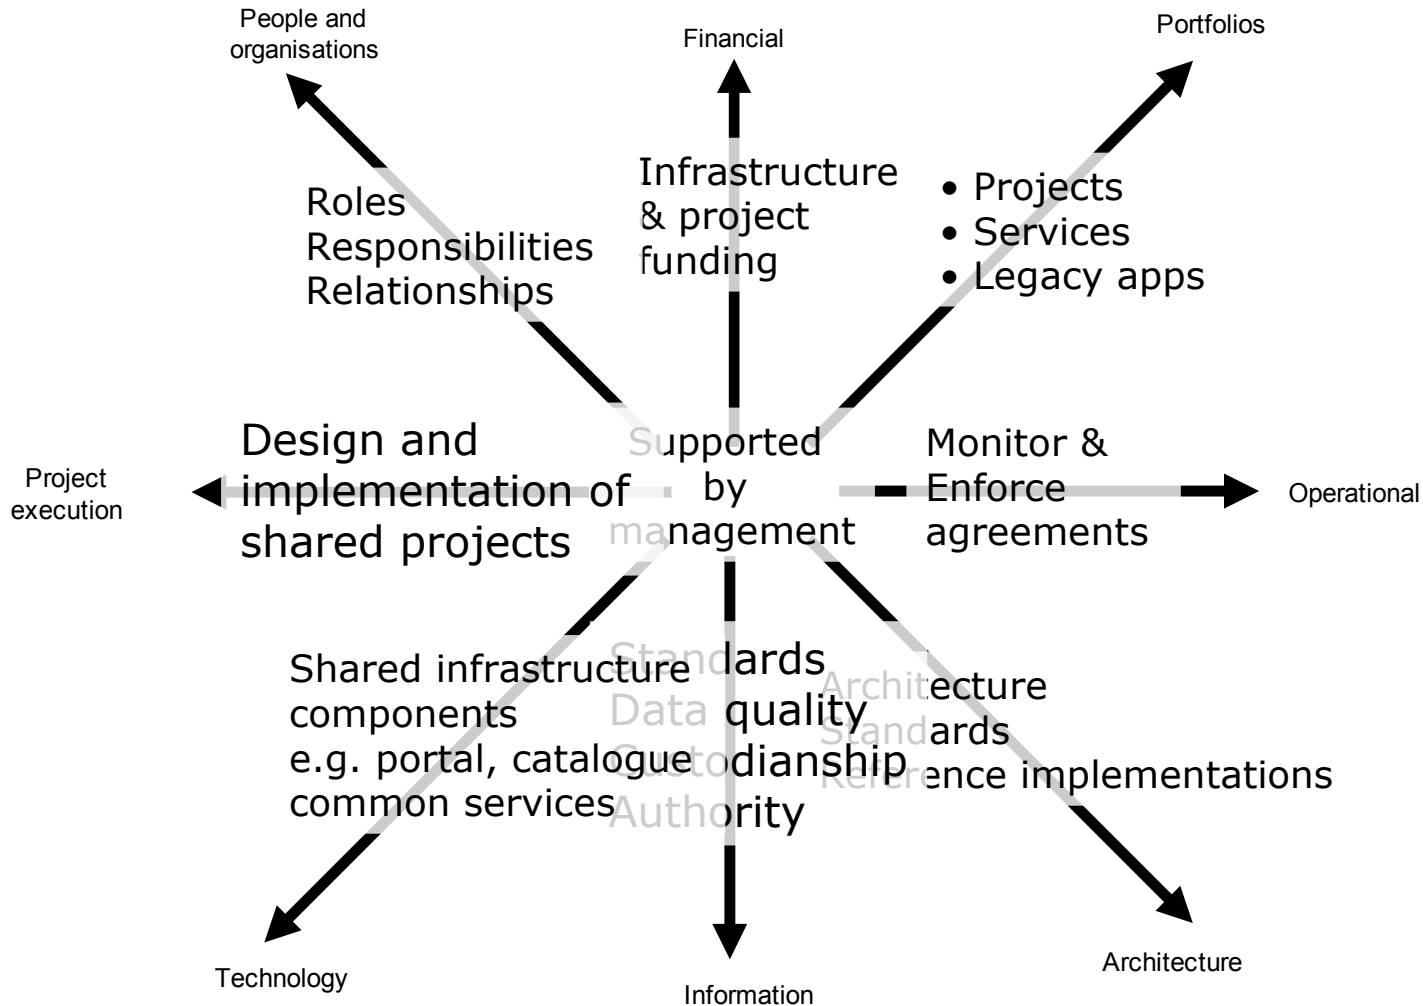 People and
organisations
Financial
Portfolios
Roles
Responsibilities
Relationships
Infrastructure
& project
funding
• Projects
• Services
• Legacy apps
Project
execution
Design and
implementation of
shared projects
Supported
by
management
Monitor &
Enforce
agreements
Operational
Shared infrastructure
components
e.g. portal, catalogue
common services
Standards
Data quality
Custodianship
Authority
Architecture
Standards
Reference implementations
Technology
Information
Architecture